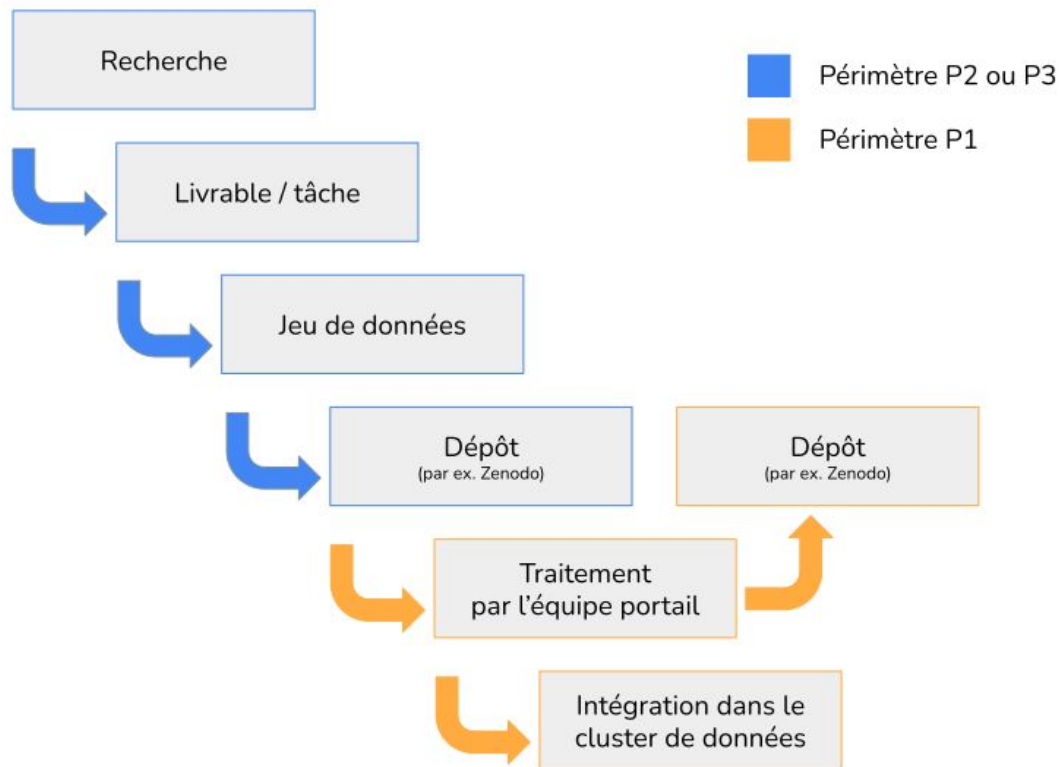 Recherche
Périmètre P2 ou P3
Périmètre P1
Livrable / tâche
Jeu de données
Dépôt
(par ex. Zenodo)
Dépôt
(par ex. Zenodo)
Traitement
par l’équipe portail
Intégration dans le
cluster de données